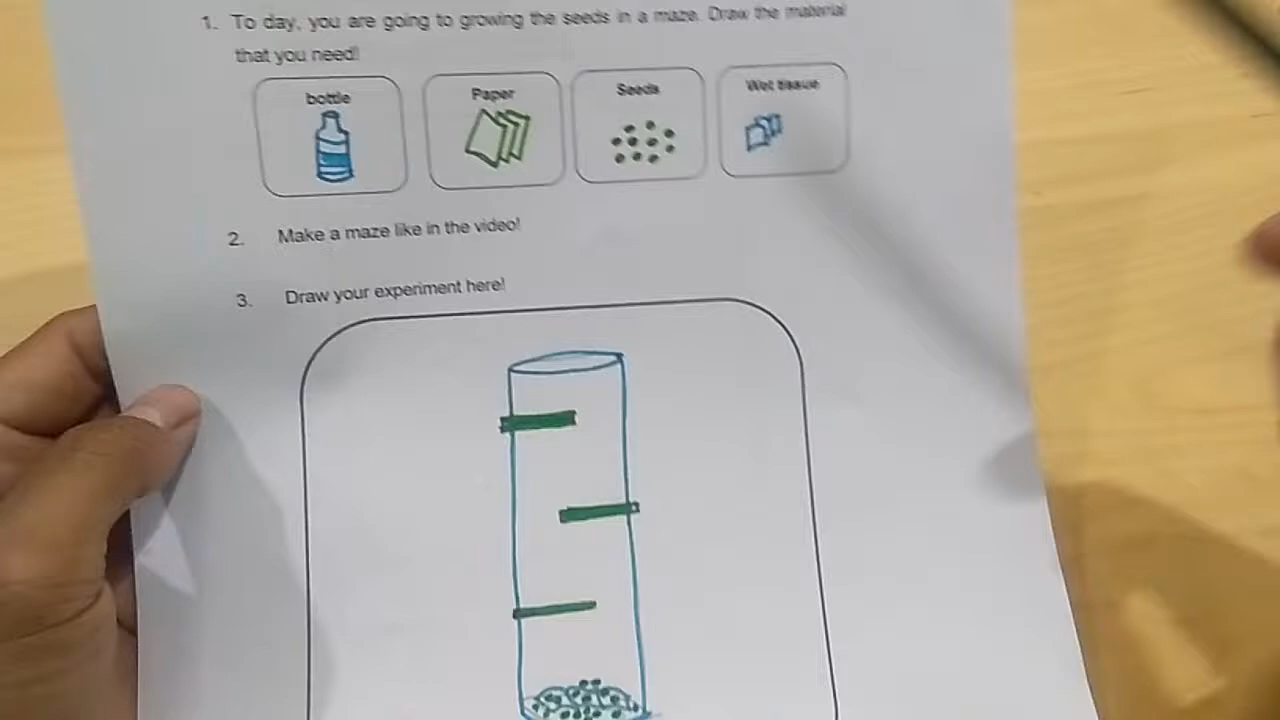 1. To day, you are going to growing the seeds in a maze. Draw the material
that you need!
bottle
Paper
Seeds
Wet tissue
2. Make a maze like in the video!
3. Draw your experiment here!